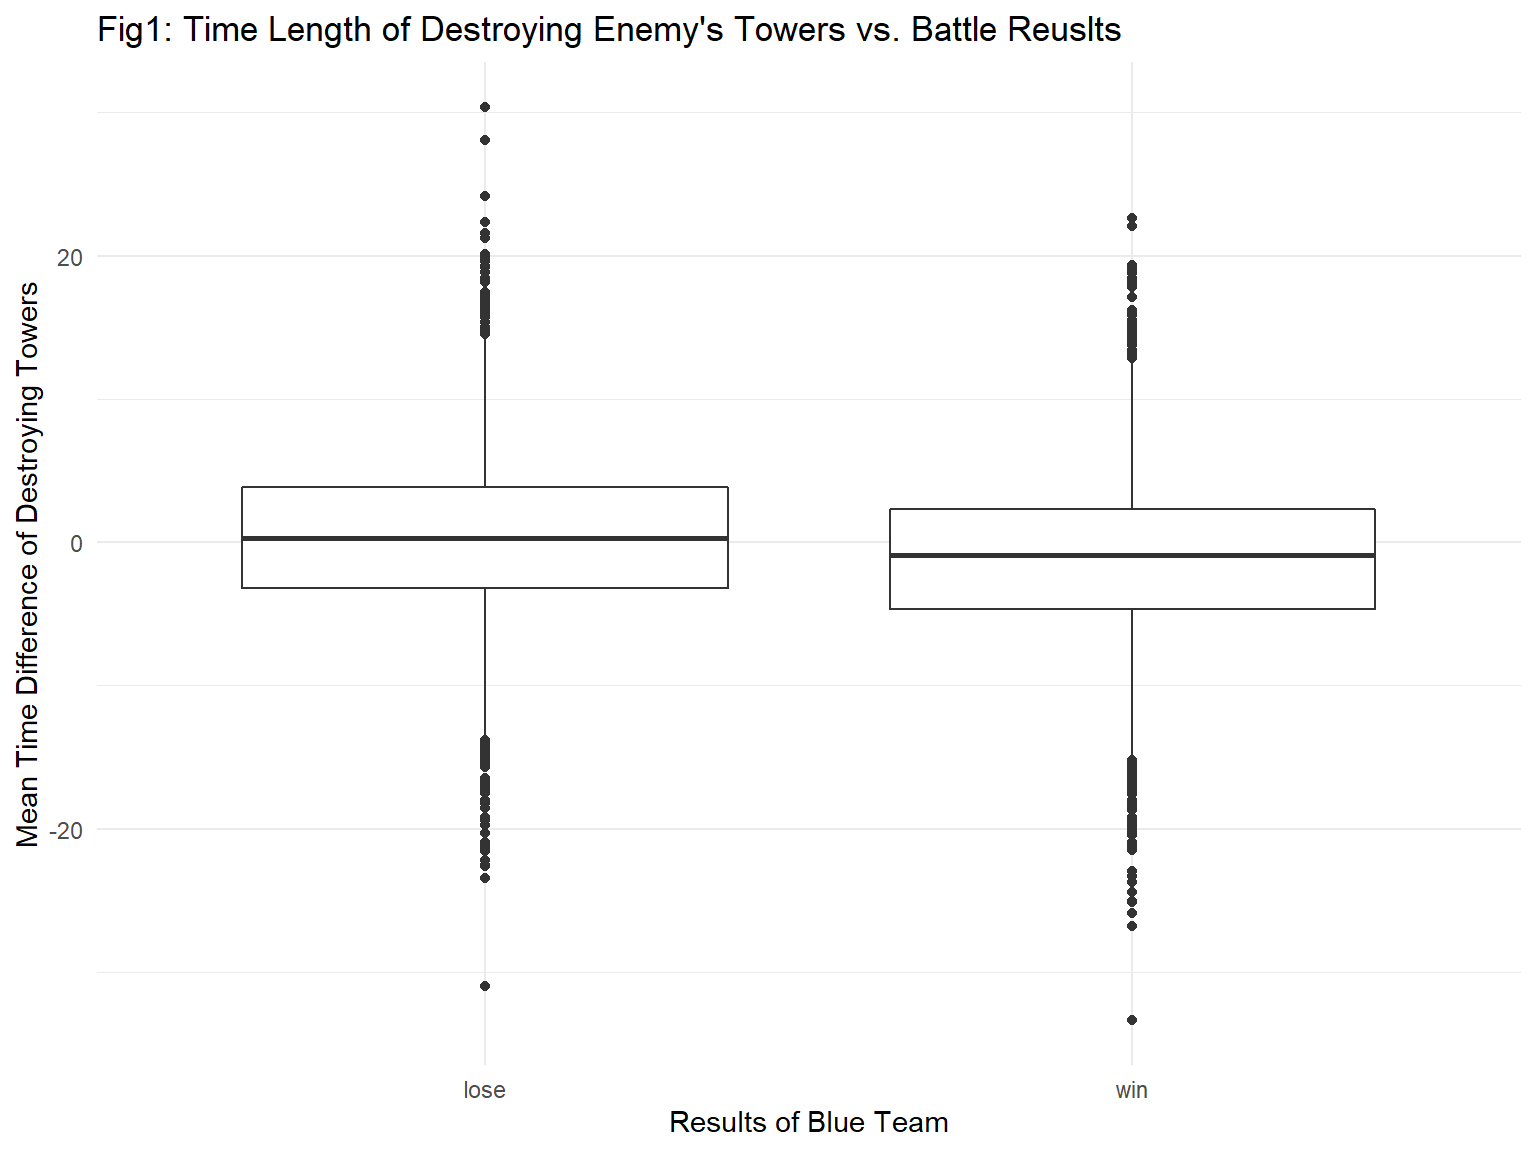 Fig1: Time Length of Destroying Enemy's Towers vs. Battle Reuslts
Mean Time Difference of Destroying Towers
20
0
-20
lose
win
Results of Blue Team